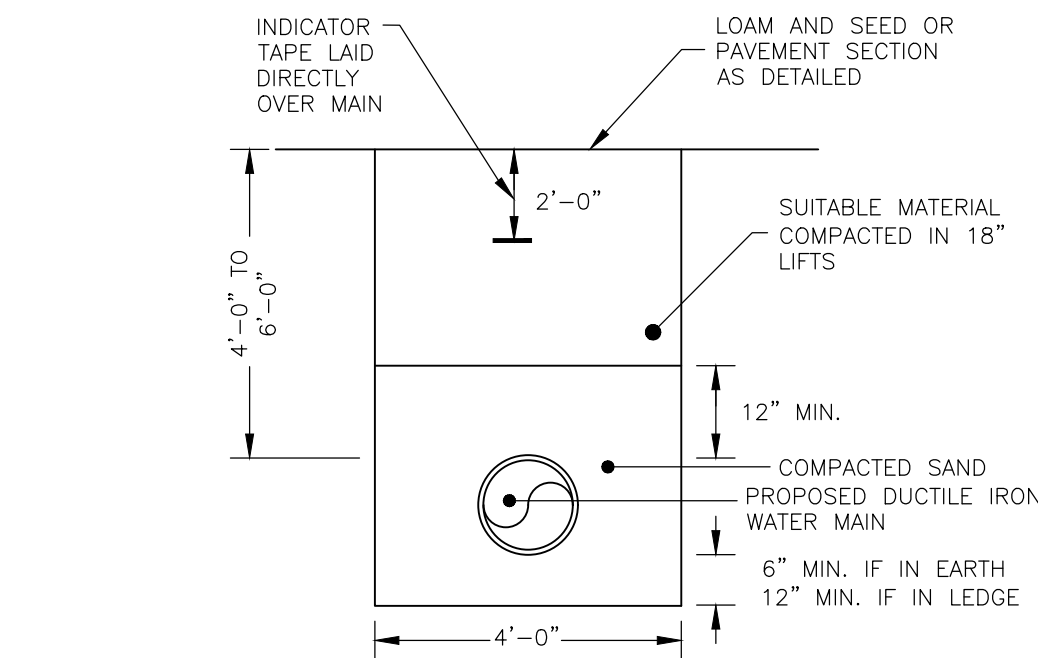 INDICATOR
TAPE LAID
DIRECTLY
OVER MAIN
LOAM AND SEED OR
PAVEMENT SECTION
AS DETAILED
2’-0”
SUITABLE MATERIAL
COMPACTED IN 18”
LIFTS
4’-0” TO
6’-0”
12” MIN.
COMPACTED SAND
PROPOSED DUCTILE IRON
WATER MAIN
6” MIN. IF IN EARTH
12” MIN. IF IN LEDGE
4’-0”